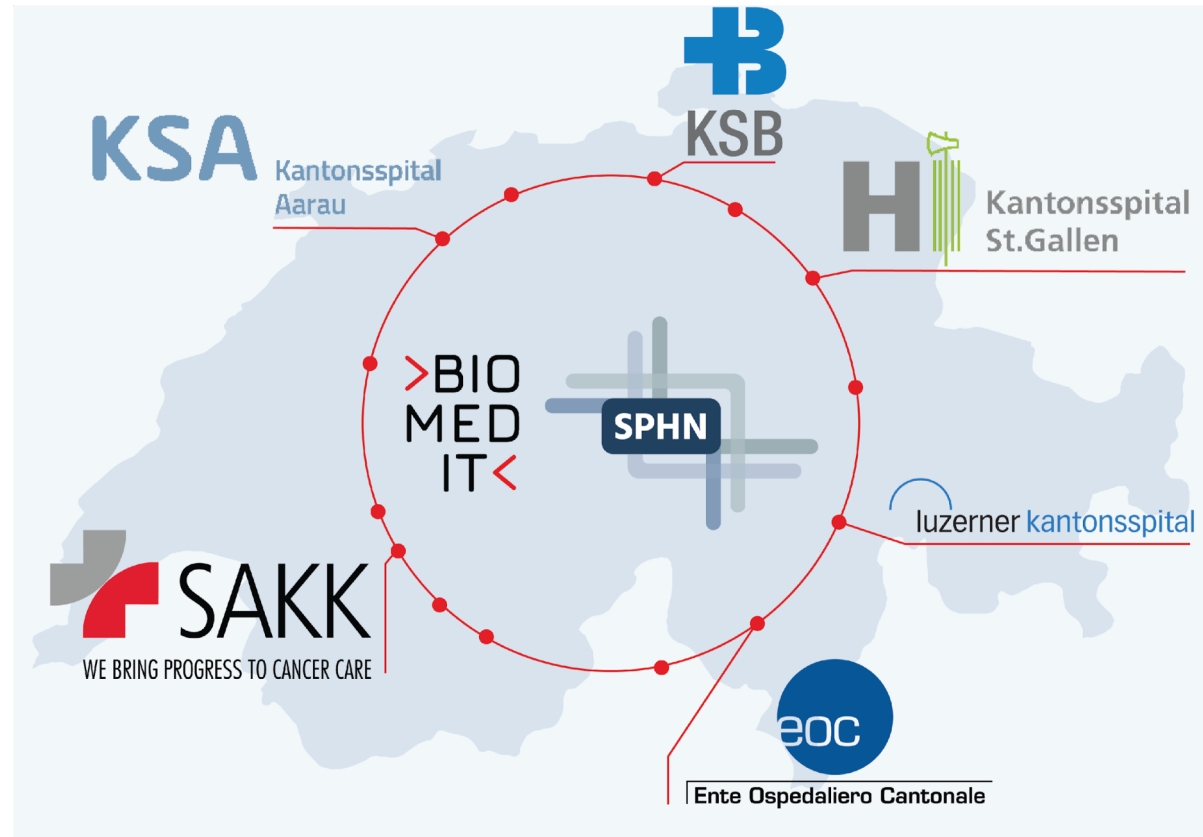 B
KSB
KSA
Kantonsspital
Aarau
H
Kantonsspital
St.Gallen
>BIO
MED
IT<
SPHN
luzerner kantonsspital
SAKK
WE BRING PROGRESS TO CANCER CARE
eoc
Ente Ospedaliero Cantonale